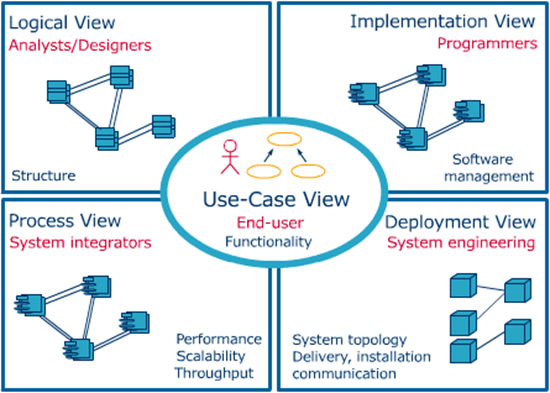 Logical View
Analysts/Designers
Structure
Implementation View
Programmers
Software
management
Use-Case View
End-user
Functionality
Process View
System integrators
Performance
Scalability
Throughput
Deployment View
System engineering
System topology
Delivery, installation
communication